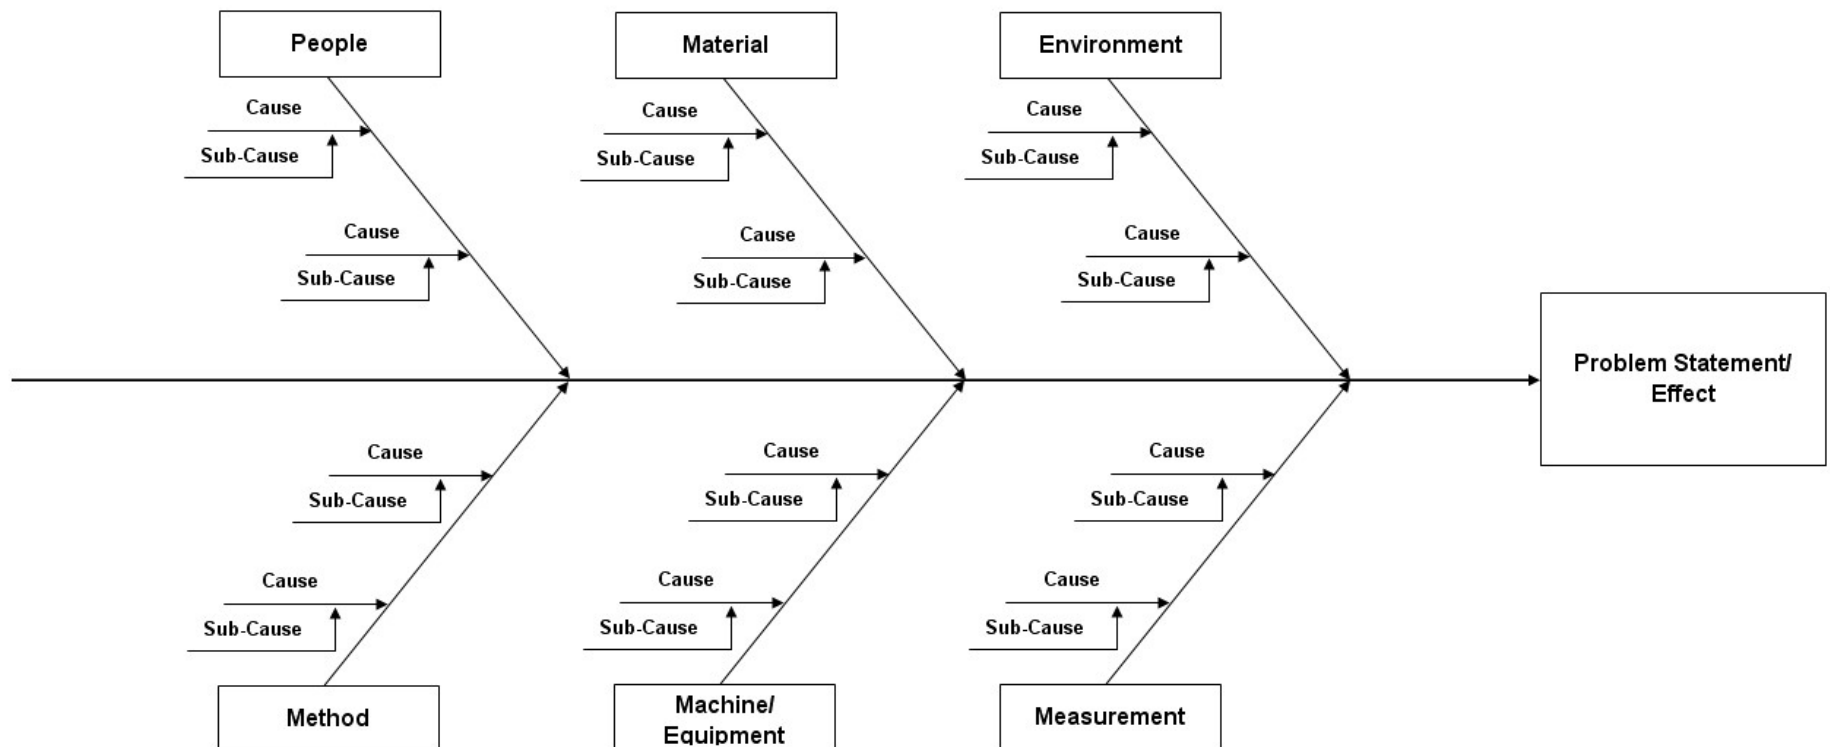 People
Material
Environment
Cause
Cause
Cause
Sub-Cause
Sub-Cause
Sub-Cause
Cause
Cause
Cause
Sub-Cause
Sub-Cause
Sub-Cause
Problem Statement/
Effect
Cause
Cause
Cause
Sub-Cause
Sub-Cause
Sub-Cause
Cause
Cause
Cause
Sub-Cause
Sub-Cause
Sub-Cause
Method
Machine/
Equipment
Measurement